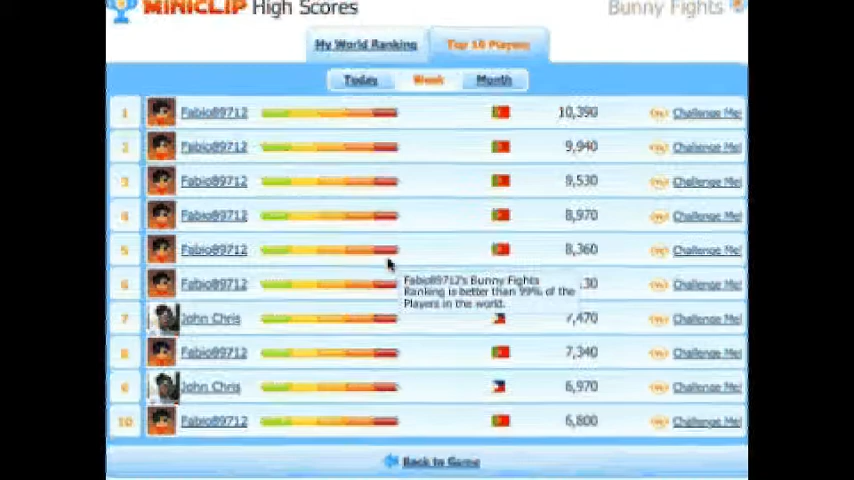 MINICLIP High Scores Bunny Fights
My World Ranking Top 10 Players
Today Week Month
1 Fabio89712 10,390 Challenge Me!
2 Fabio89712 9,940 Challenge Me!
3 Fabio89712 9,530 Challenge Me!
4 Fabio89712 8,970 Challenge Me!
5 Fabio89712 8,360 Challenge Me!
6 Fabio89712 30 Challenge Me!
Fabio89712's Bunny Fights
Ranking is better than 99% of the
Players in the world.
7 John Chris 7,470 Challenge Me!
8 Fabio89712 7,340 Challenge Me!
9 John Chris 6,970 Challenge Me!
10 Fabio89712 6,800 Challenge Me!
Back to Game